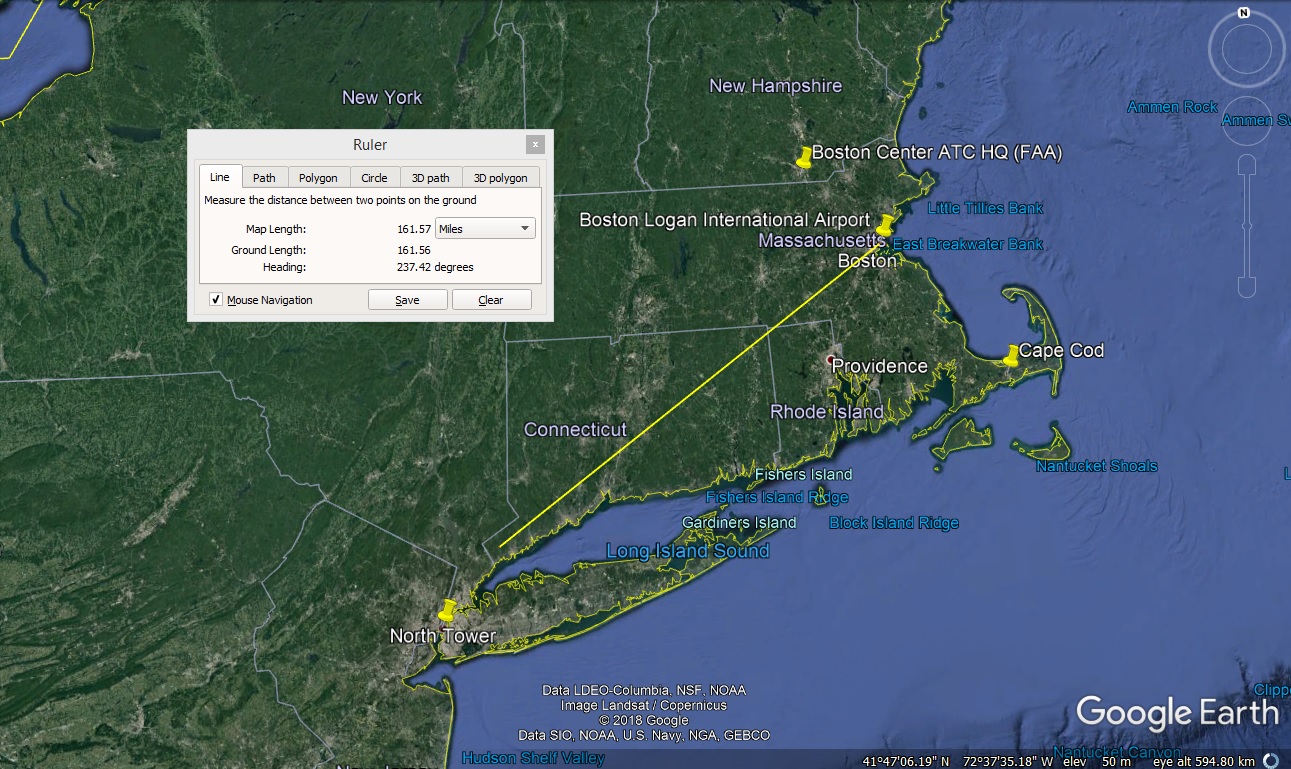 N
New Hampshire
New York
Ammen Rock
Ruler
x
Boston Center ATC HQ (FAA)
Line Path Polygon Circle 3D path 3D polygon
Measure the distance between two points on the ground
Little Tillies Bank
Boston Logan International Airport
Map Length: 161.57 Miles
Massachusetts
East Breakwater Bank
Ground Length: 161.56
Boston
Heading: 237.42 degrees
Mouse Navigation Save Clear
Cape Cod
Providence
Rhode Island
Connecticut
Nantucket Shoals
Fishers Island
Fishers Island Ridge
Gardiners Island
Block Island Ridge
Long Island Sound
North Tower
Data LDEO-Columbia, NSF, NOAA
Image Landsat / Copernicus
© 2018 Google
Data SIO, NOAA, U.S. Navy, NGA, GEBCO
Google Earth
Hudson Shelf Valley
Nantucket Canyon
41°47'06.19" N 72°37'35.18" W elev 50 m eye alt 594.80 km